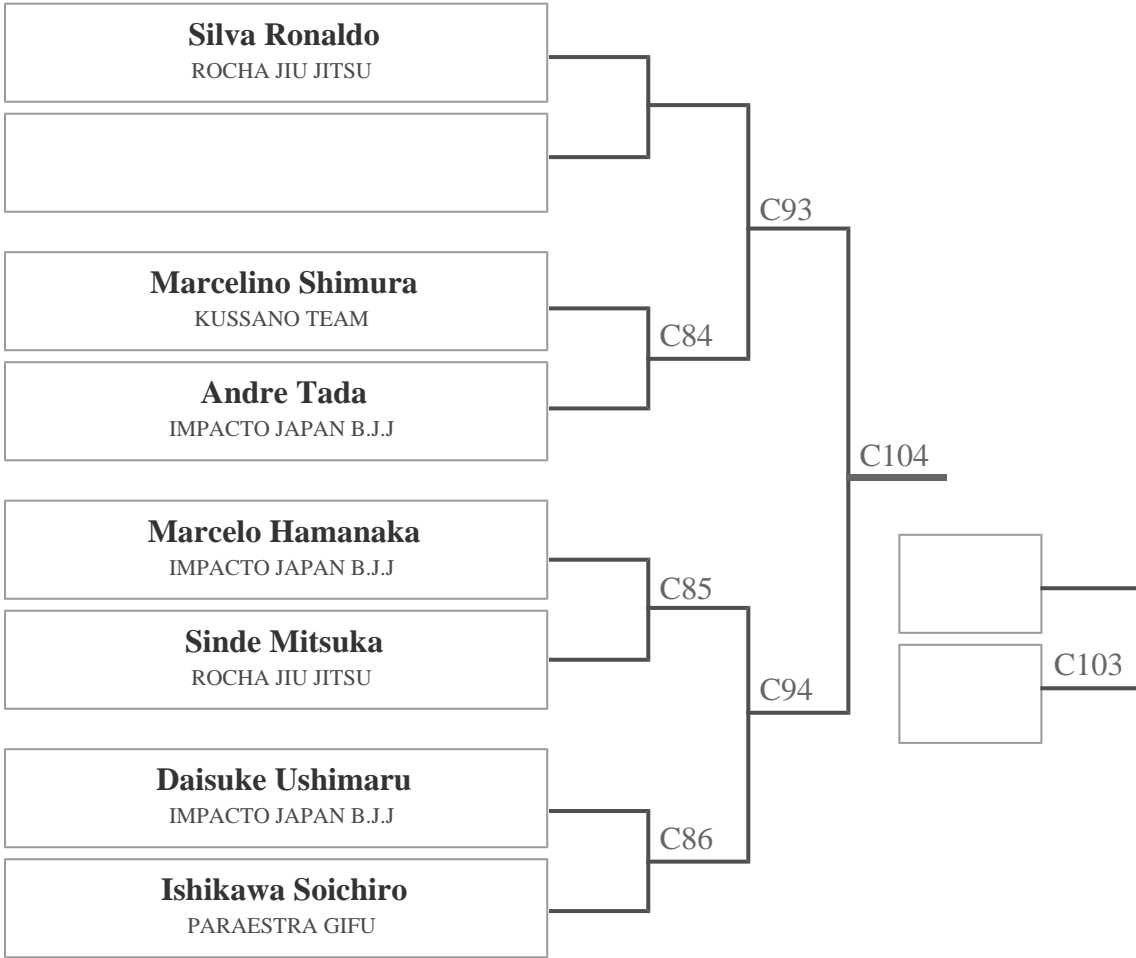 Silva Ronaldo
ROCHA JIU JITSU
C93
Marcelino Shimura
KUSSANO TEAM
C84
Andre Tada
IMPACTO JAPAN B.J.J
C104
Marcelo Hamanaka
IMPACTO JAPAN B.J.J
C85
Sinde Mitsuka
ROCHA JIU JITSU
C103
C94
Daisuke Ushimaru
IMPACTO JAPAN B.J.J
C86
Ishikawa Soichiro
PARAESTRA GIFU